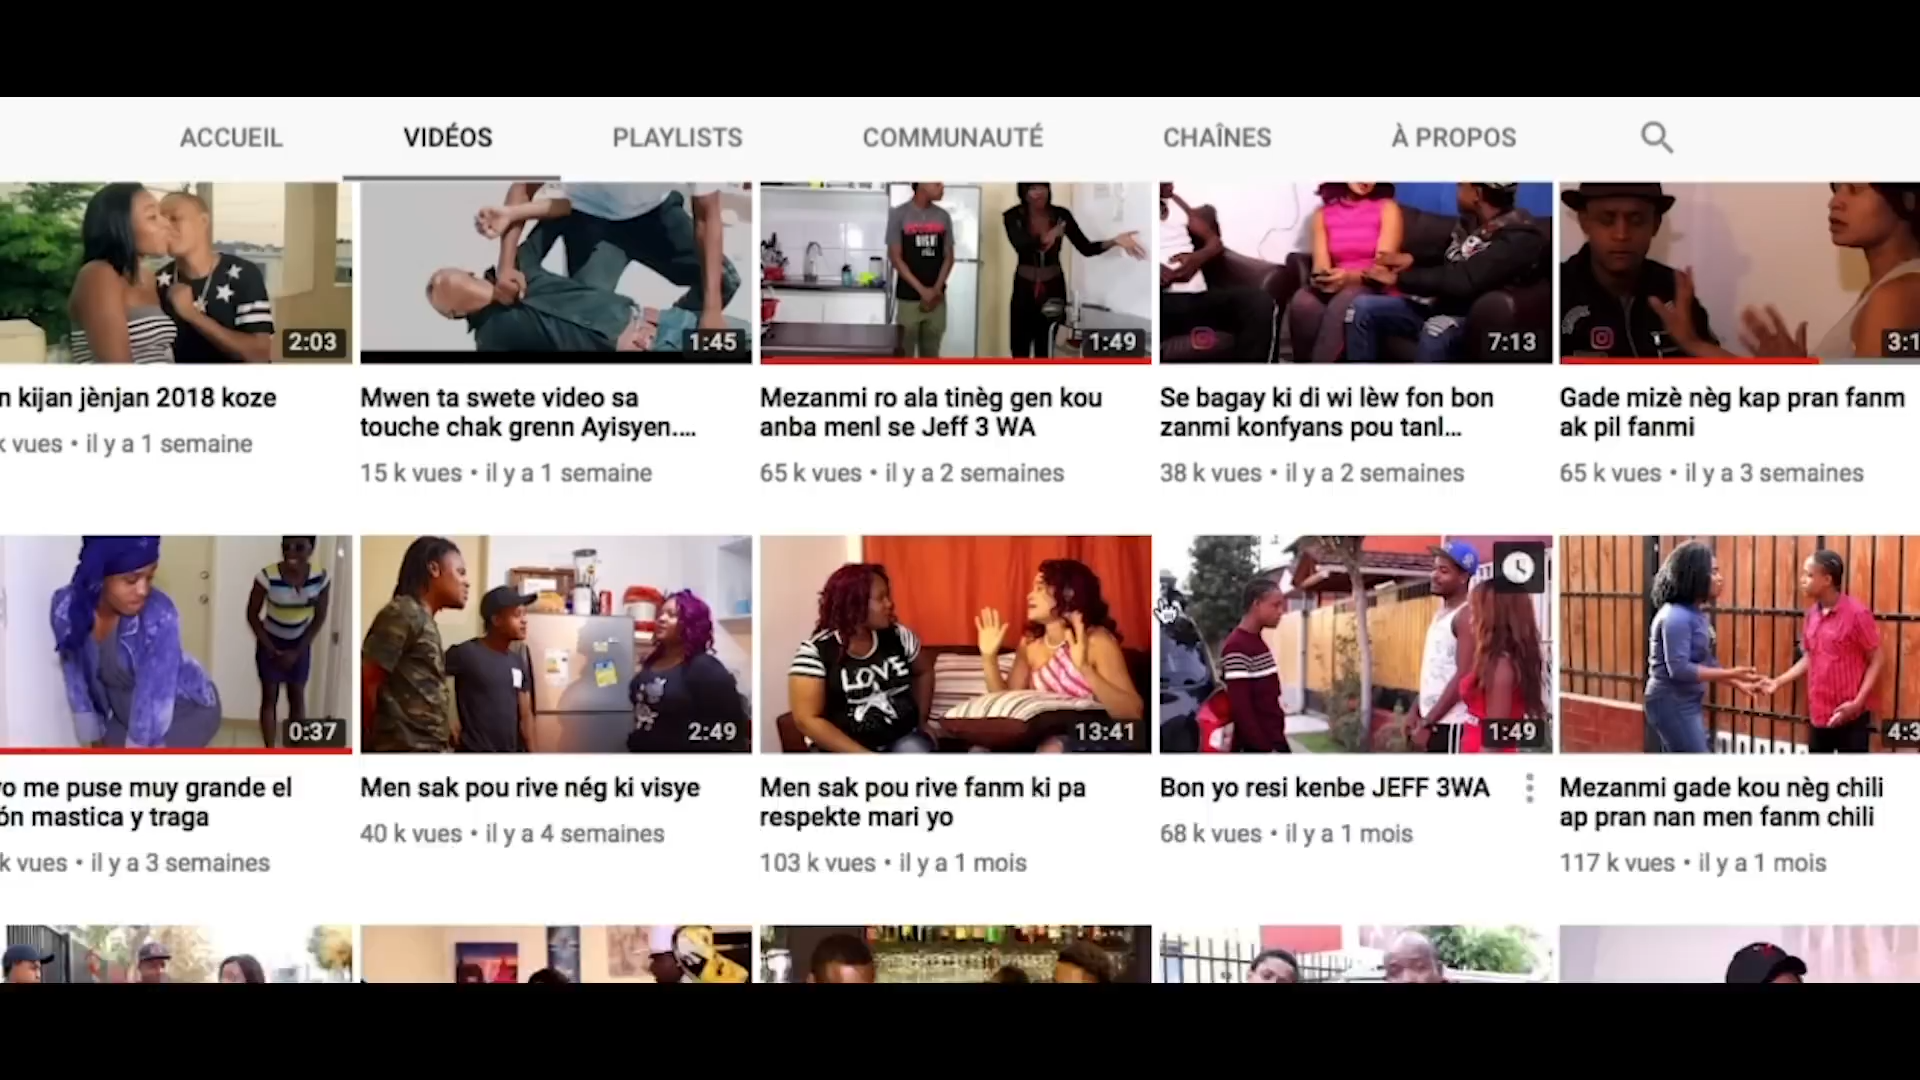 ACCUEIL
VIDÉOS
PLAYLISTS
COMMUNAUTÉ
CHAÎNES
À PROPOS
2:03
1:45
1:49
7:13
3:1
n kijan jènjan 2018 koze
k vues • il y a 1 semaine
Mwen ta swete video sa
touche chak grenn Ayisyen....
15 k vues • il y a 1 semaine
Mezanmi ro ala tinèg gen kou
anba menl se Jeff 3 WA
65 k vues • il y a 2 semaines
Se bagay ki di wi lèw fon bon
zanmi konfyans pou tanl...
38 k vues • il y a 2 semaines
Gade mizè nèg kap pran fanm
ak pil fanmi
65 k vues • il y a 3 semaines
LOVE
0:37
2:49
13:41
1:49
4:3
yo me puse muy grande el
ón mastica y traga
k vues • il y a 3 semaines
Men sak pou rive nég ki visye
40 k vues • il y a 4 semaines
Men sak pou rive fanm ki pa
respekte mari yo
103 k vues • il y a 1 mois
Bon yo resi kenbe JEFF 3WA
68 k vues • il y a 1 mois
Mezanmi gade kou nèg chili
ap pran nan men fanm chili
117 k vues • il y a 1 mois